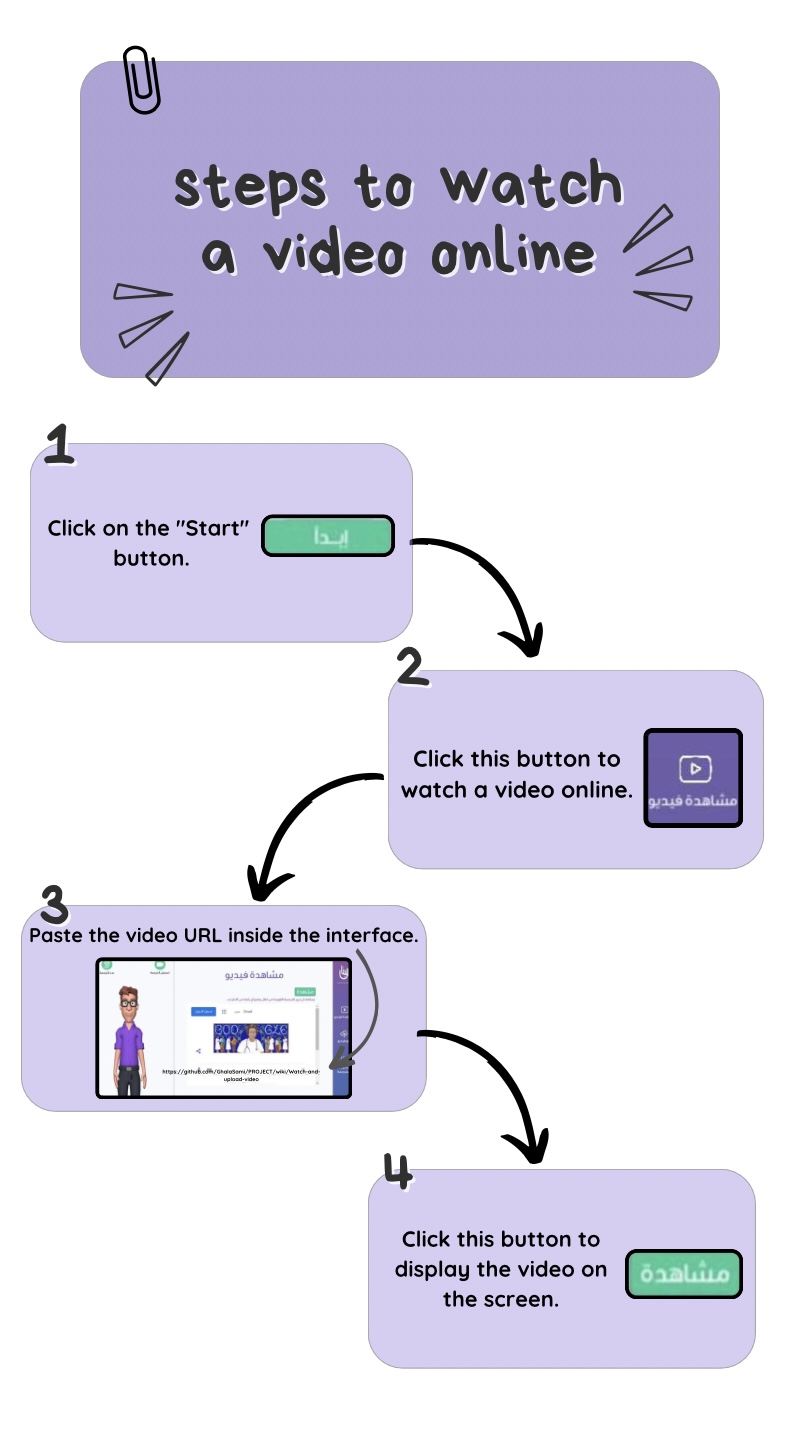 steps to watch
a video online
1
Click on the "Start"
button.
إبدأ
2
Click this button to
watch a video online.
مشاهدة فيديو
3
Paste the video URL inside the interface.
مشاهدة فيديو
مشاهدة
https://github.com/GhalaSami/PROJECT/wiki/Watch-and-
upload-video
4
Click this button to
display the video on
the screen.
مشاهدة